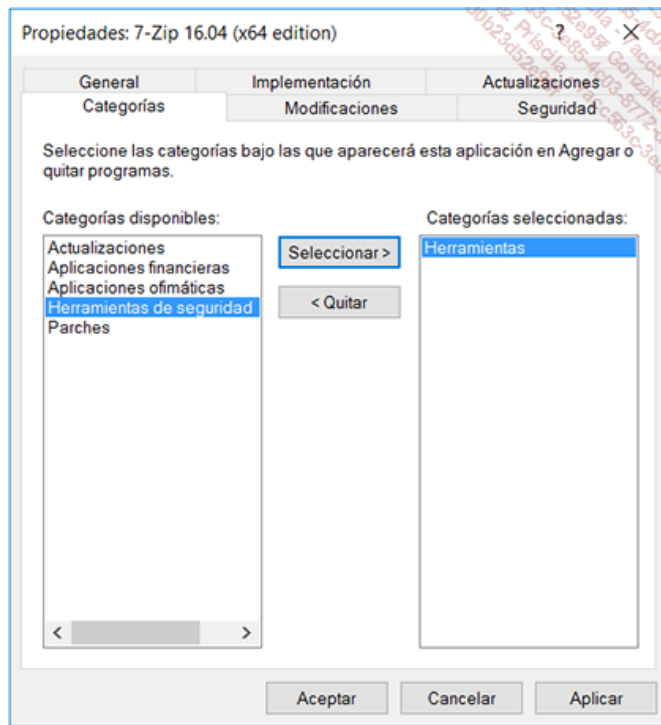 Propiedades: 7-Zip 16.04 (x64 edition)
?
General Implementación Actualizaciones
Categorías Modificaciones Seguridad
Seleccione las categorías bajo las que aparecerá esta aplicación en Agregar o
quitar programas.
Categorías disponibles:
Actualizaciones
Aplicaciones financieras
Aplicaciones ofimáticas
Herramientas de seguridad
Parches
Seleccionar >
< Quitar
Categorías seleccionadas:
Herramientas
Aceptar Cancelar Aplicar